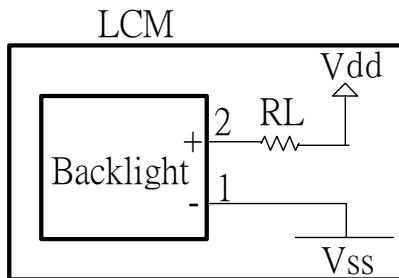 LCM
Vdd
2 RL
+
Backlight
- 1
Vss